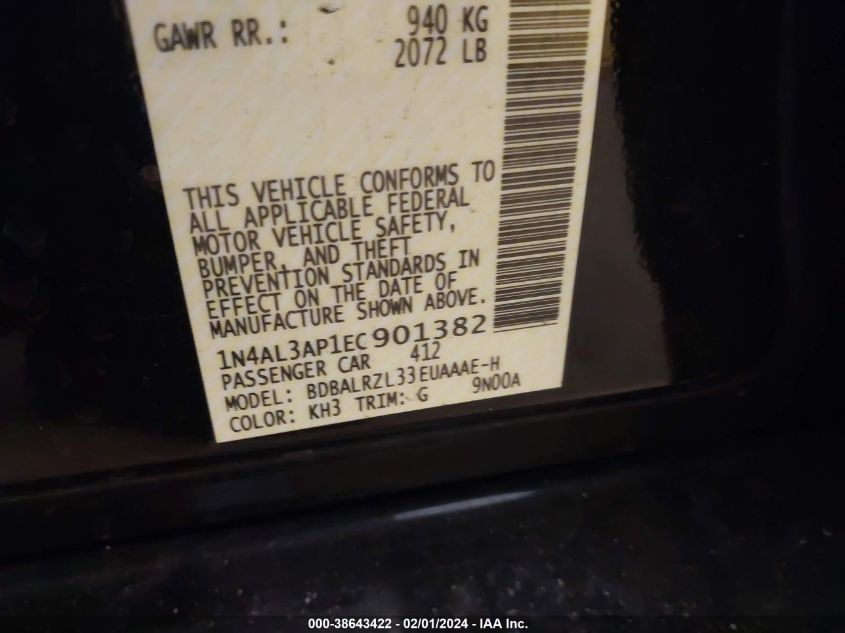 GAWR RR.: 940 KG
2072 LB
THIS VEHICLE CONFORMS TO
ALL APPLICABLE FEDERAL
MOTOR VEHICLE SAFETY,
BUMPER, AND THEFT
PREVENTION STANDARDS IN
EFFECT ON THE DATE OF
MANUFACTURE SHOWN ABOVE.
1N4AL3AP1EC901382
PASSENGER CAR 412
MODEL: BDBALRZL33EUAAAE-H
COLOR: KH3 TRIM: G 9N00A
000-38643422 - 02/01/2024 - IAA Inc.